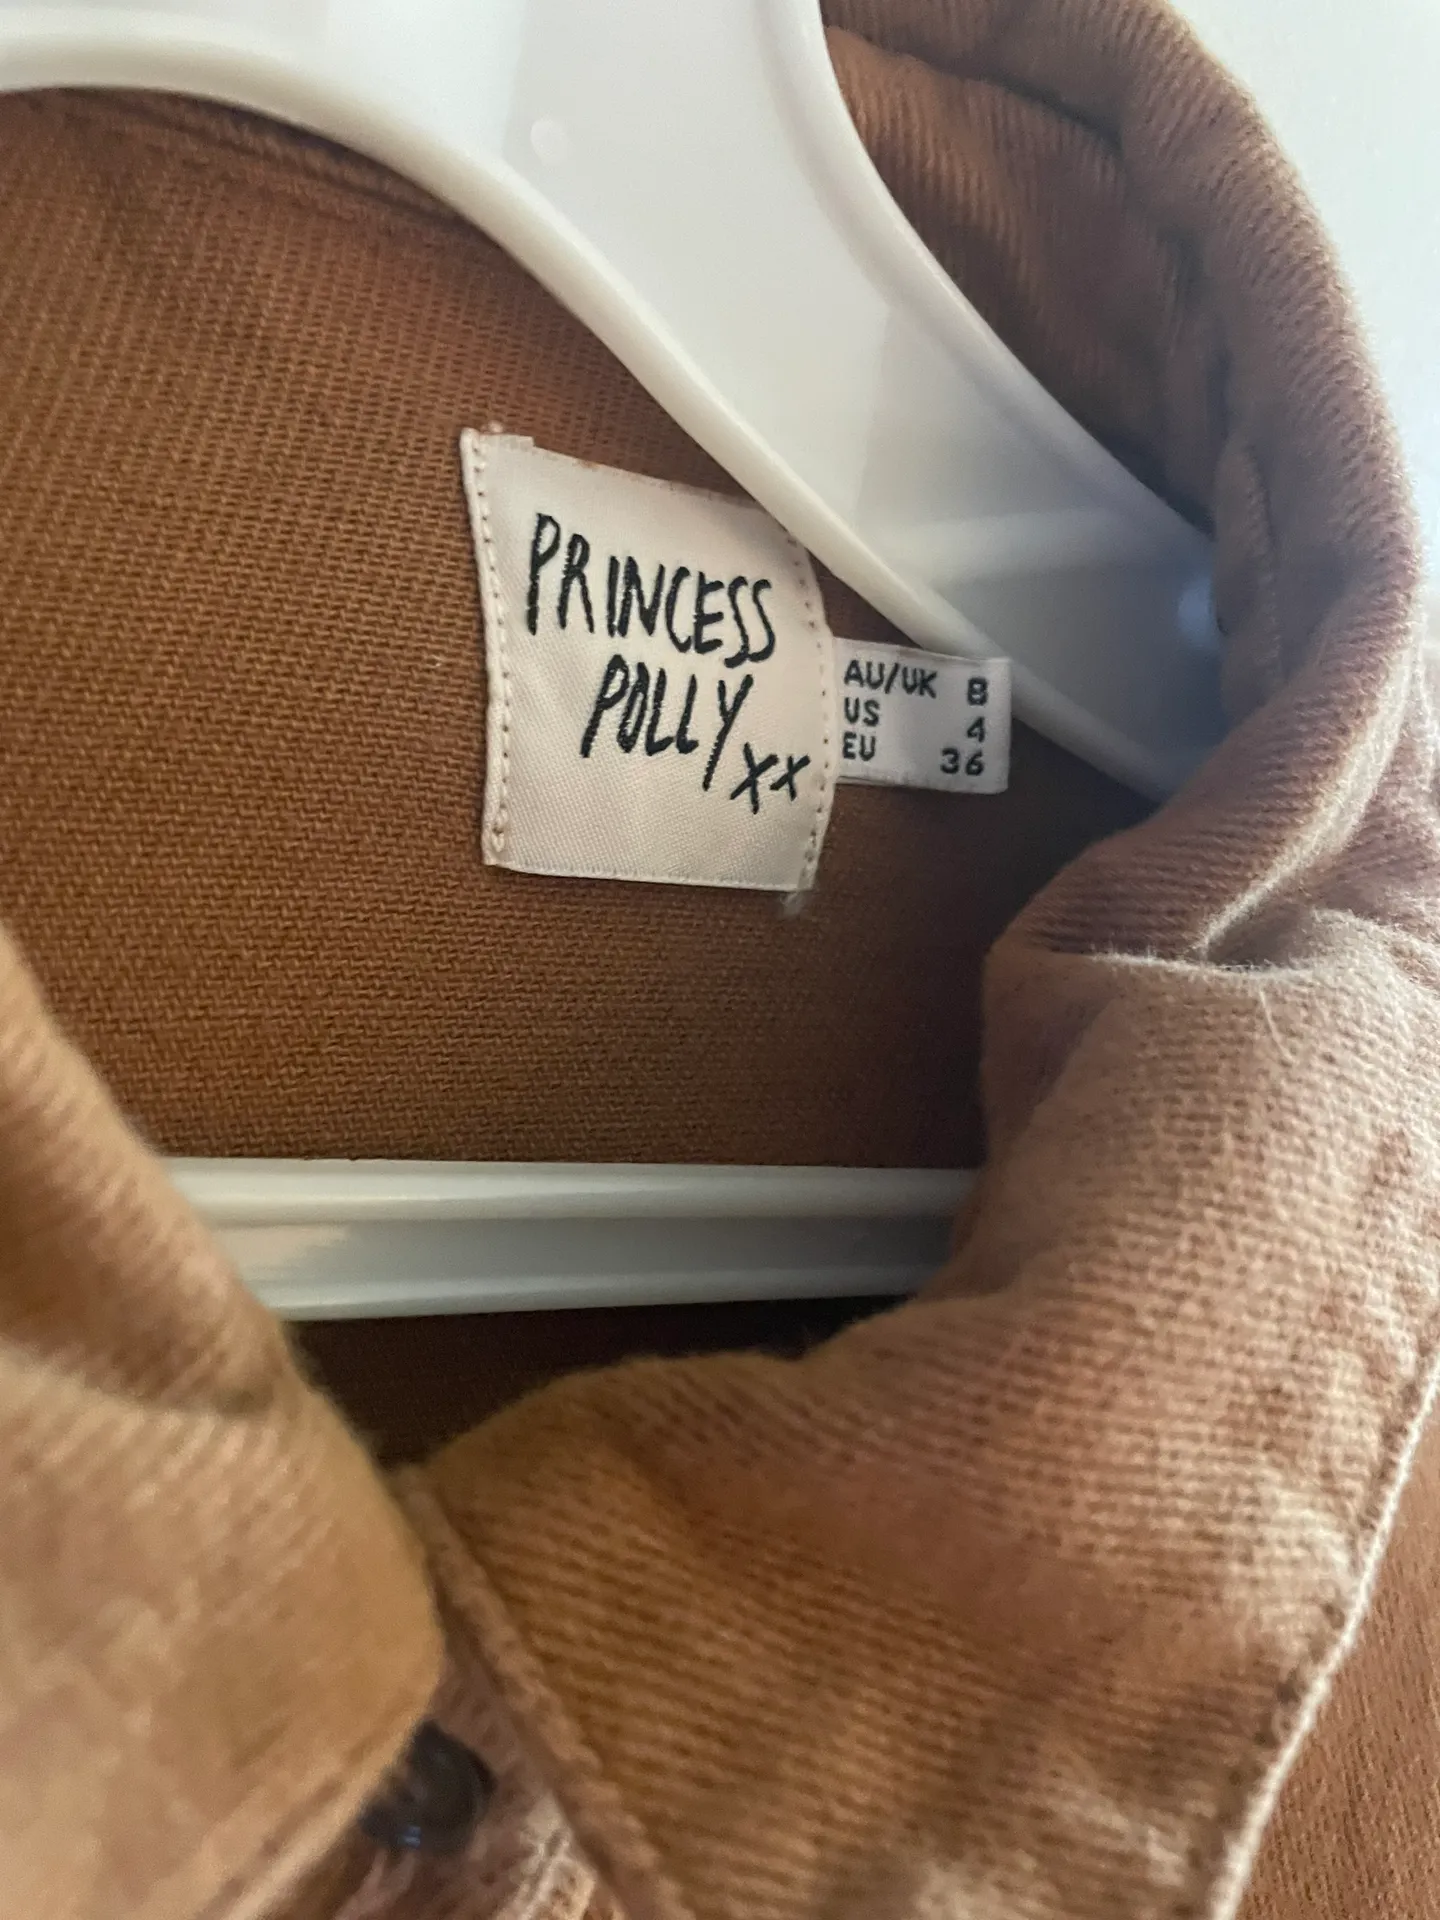 PRINCESS
POLLY xx
AU/UK 8
US 4
EU 36